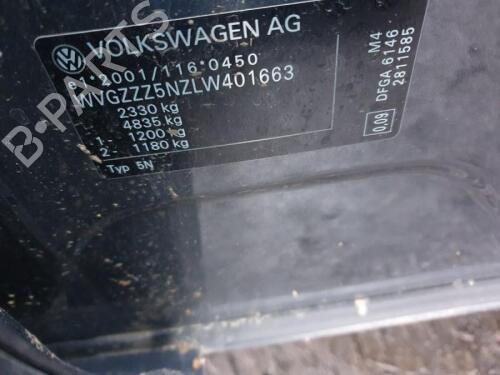 VOLKSWAGEN AG
e1*2001/116*0450
WVGZZZ5NZLW401663
2330 kg
4835 kg
1- 1200 kg
2- 1180 kg
Typ 5N
0,09
M4
DFGA 6146
2811585